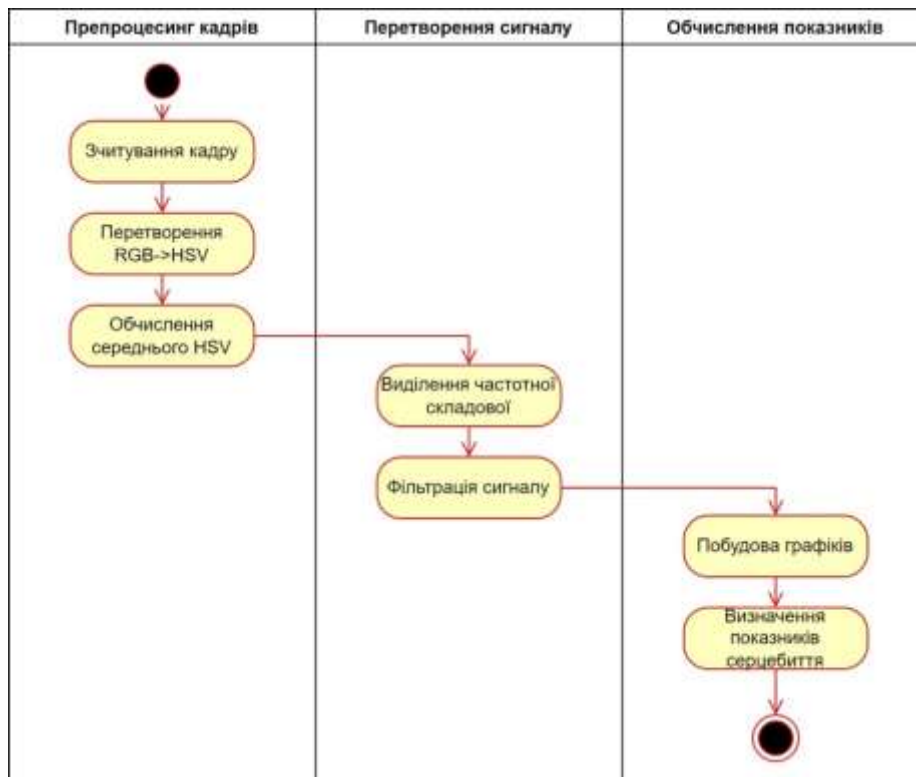 Препроцесинг кадрів
Перетворення сигналу
Обчислення показників
Зчитування кадру
Перетворення
RGB->HSV
Обчислення
середнього HSV
Виділення частотної
складової
Фільтрація сигналу
Побудова графіків
Визначення
показників
серцебиття